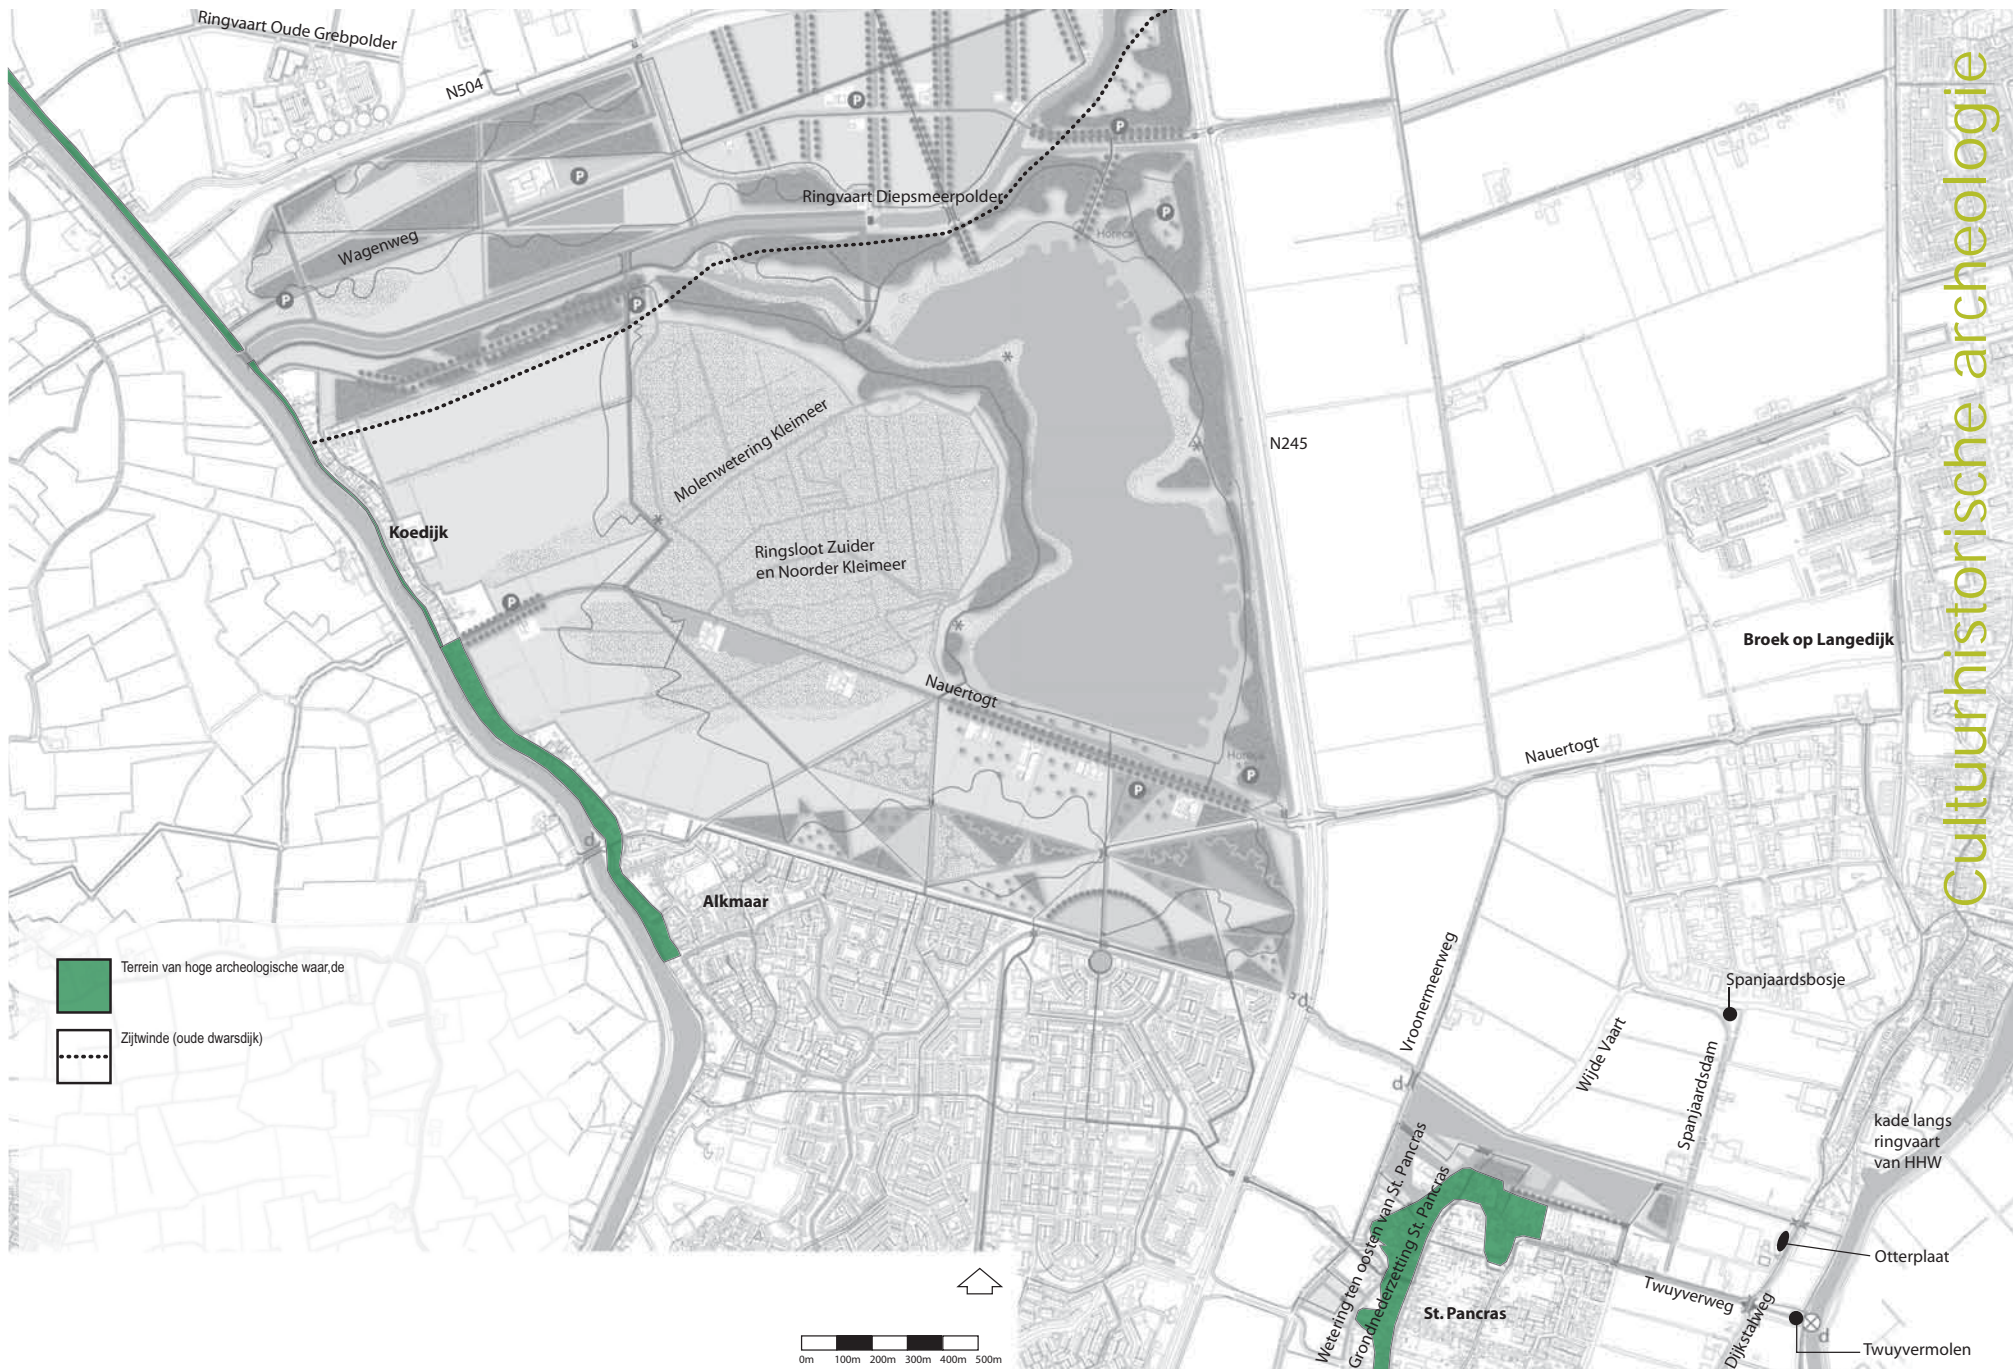 Ringvaart Oude Grebpolder
N504
P
P
Ringvaart Diepsmeerpolder
P
P
Horeca
Wagenweg
P
P
N245
Molenwetering Kleimeer
Koedijk
Ringsloot Zuider
en Noorder Kleimeer
P
Broek op Langedijk
Nauertogt
Nauertogt
P
P
d
Alkmaar
Terrein van hoge archeologische waar,de
Zijtwinde (oude dwarsdijk)
Vroonermeerweg
Spanjaardsbosje
Wijde Vaart
Spanjaardsdam
d
kade langs
ringvaart
van HHW
Wetering ten oosten van St. Pancras
Grondnederzetting St. Pancras
Otterplaat
Twuyverweg
St. Pancras
Dijkstalweg
d
Twuyvermolen
0m 100m 200m 300m 400m 500m
Cultuurhistorische archeologie